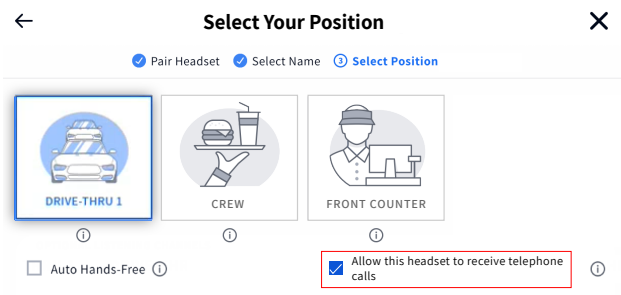 Select Your Position
Pair Headset Select Name 3 Select Position
DRIVE-THRU 1 CREW FRONT COUNTER
i i i
Auto Hands-Free i Allow this headset to receive telephone
calls i